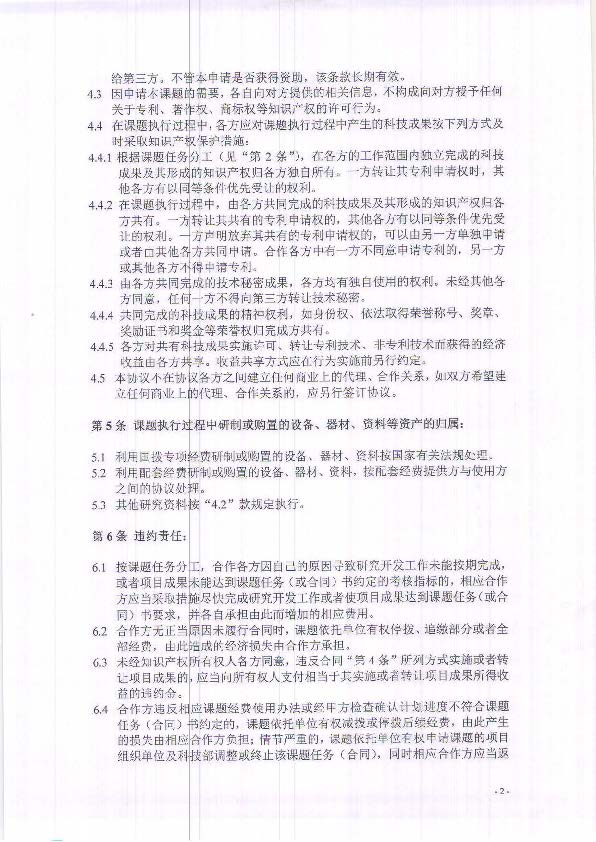 给第三方。不管本申请是否获得资助，该条款长期有效。
4.3 因申请本课题的需要，各自向对方提供的相关信息，不构成向对方授予任何
关于专利、著作权、商标权等知识产权的许可行为。
4.4 在课题执行过程中，各方应对课题执行过程中产生的科技成果按下列方式及
时采取知识产权保护措施：
4.4.1 根据课题任务分工（见“第 2 条”），在各方的工作范围内独立完成的科技
成果及其形成的知识产权归各方独自所有。一方转让其专利申请权时，其
他各方有以同等条件优先受让的权利。
4.4.2 在课题执行过程中，由各方共同完成的科技成果及其形成的知识产权归各
方共有。一方转让其共有的专利申请权的，其他各方有以同等条件优先受
让的权利。一方声明放弃其共有的专利申请权的，可以由另一方单独申请
或者由其他各方共同申请。合作各方中有一方不同意申请专利的，另一方
或其他各方不得申请专利。
4.4.3 由各方共同完成的技术秘密成果，各方均有独自使用的权利。未经其他各
方同意，任何一方不得向第三方转让技术秘密。
4.4.4 共同完成的科技成果的精神权利，如身份权、依法取得荣誉称号、奖章、
奖励证书和奖金等荣誉权归完成方共有。
4.4.5 各方对共有科技成果实施许可、转让专利技术、非专利技术而获得的经济
收益由各方共享。收益共享方式应在行为实施前另行约定。
4.5 本协议不在协议各方之间建立任何商业上的代理、合作关系，如双方希望建
立任何商业上的代理、合作关系的，应另行签订协议。
第 5 条 课题执行过程中研制或购置的设备、器材、资料等资产的归属：
5.1 利用国拨专项经费研制或购置的设备、器材、资料按国家有关法规处理．
5.2 利用配套经费研制或购置的设备、器材、资料，按配套经费提供方与使用方
之间的协议处理。
5.3 其他研究资料按“4.2”款规定执行。
第 6 条 违约责任：
6.1 按课题任务分工，合作各方因自己的原因导致研究开发工作未能按期完成，
或者项目成果未能达到课题任务（或合同）书约定的考核指标的，相应合作
方应当采取措施尽快完成研究开发工作或者使项目成果达到课题任务（或合
同）书要求，并各自承担由此而增加的相应费用。
6.2 合作方无正当原因未履行合同时，课题依托单位有权停拨、追缴部分或者全
部经费，由此造成的经济损失由合作方承担。
6.3 未经知识产权所有权人各方同意，违反合同“第 4 条”所列方式实施或者转
让项目成果的，应当向所有权人支付相当于其实施或者转让项目成果所得收
益的违约金。
6.4 合作方违反相应课题经费使用办法或经甲方检查确认计划进度不符合课题
任务（合同）书约定的，课题依托单位有权减拨或停拨后续经费，由此产生
的损失由相应合作方负担；情节严重的，课题依托单位有权申请课题的项目
组织单位及科技部调整或终止该课题任务（合同），同时相应合作方应当返
- 2 -